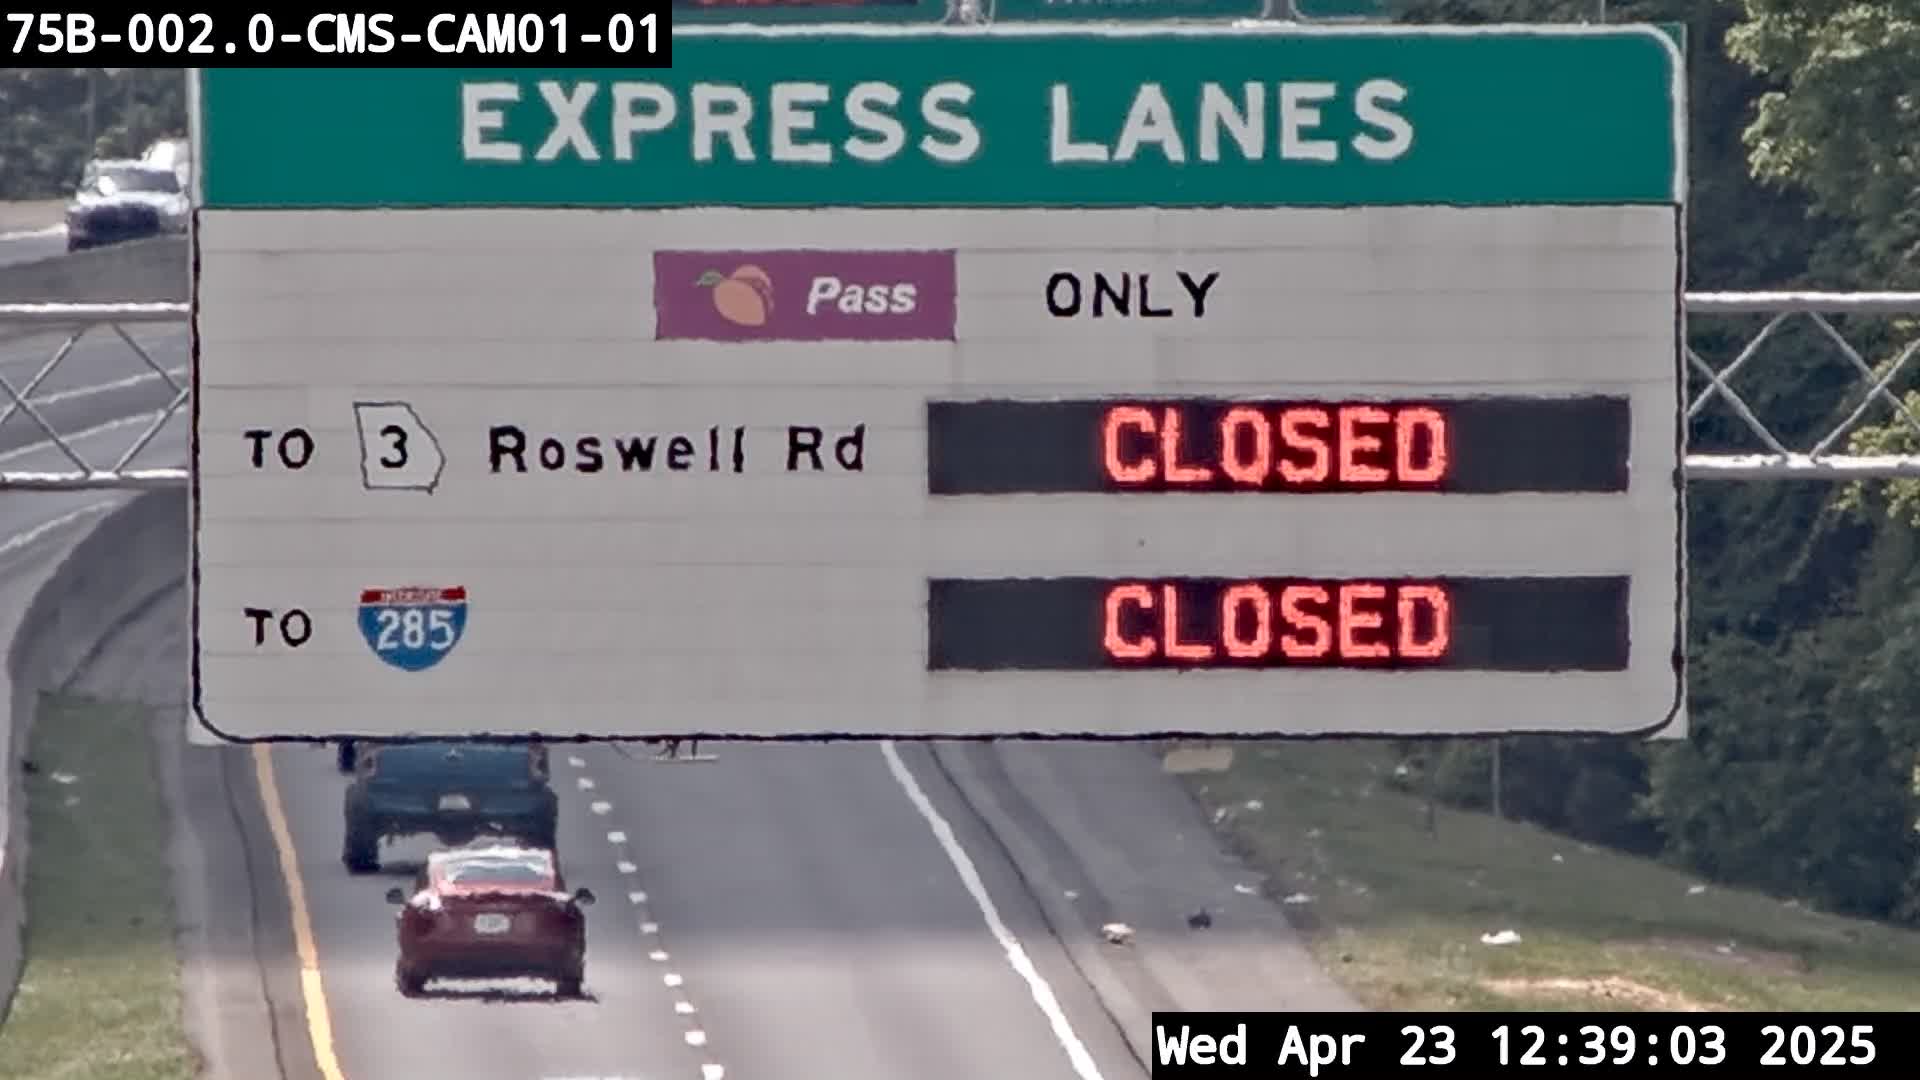 75B-002.0-CMS-CAM01-01
EXPRESS LANES
Pass ONLY
TO 3 Roswell Rd CLOSED
TO 285 CLOSED
Wed Apr 23 12:39:03 2025